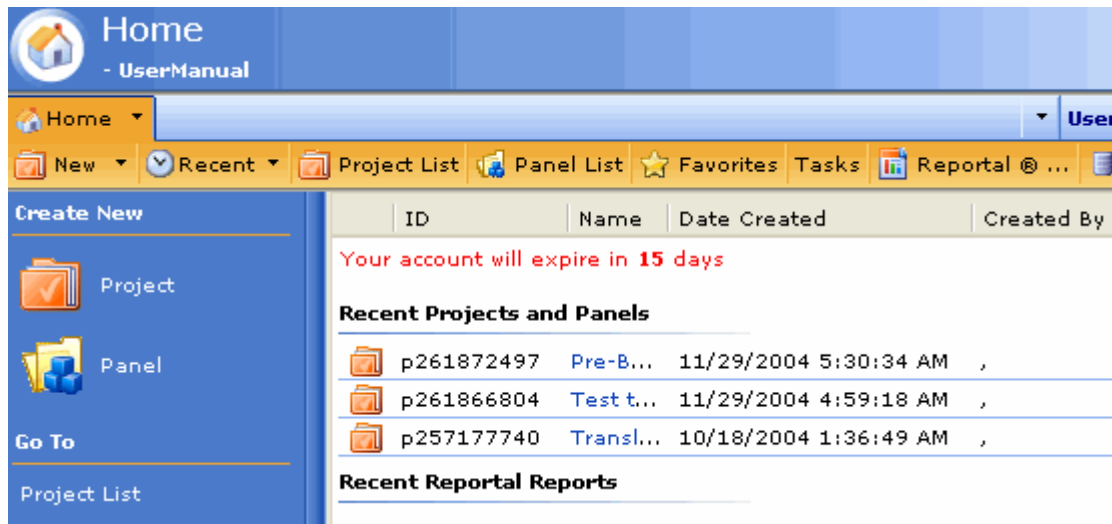 Home
- UserManual
Home
User
New Recent Project List Panel List Favorites Tasks Reportal ® ...
Create New
Project
Panel
Go To
Project List
ID Name Date Created Created By
Your account will expire in 15 days
Recent Projects and Panels
p261872497 Pre-B... 11/29/2004 5:30:34 AM ,
p261866804 Test t... 11/29/2004 4:59:18 AM ,
p257177740 Transl... 10/18/2004 1:36:49 AM ,
Recent Reportal Reports